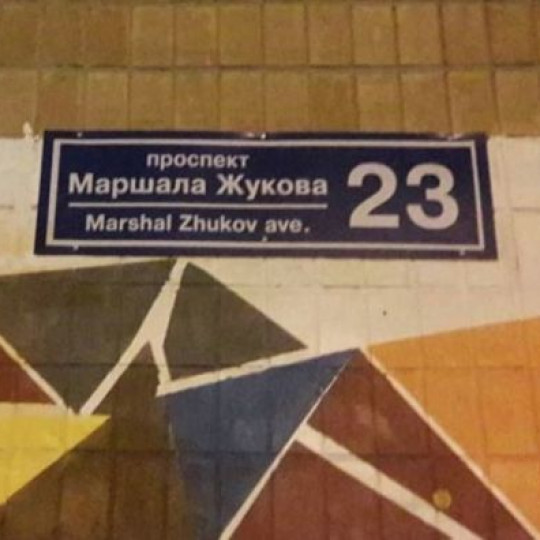 проспект
Маршала Жукова
Marshal Zhukov ave.
23